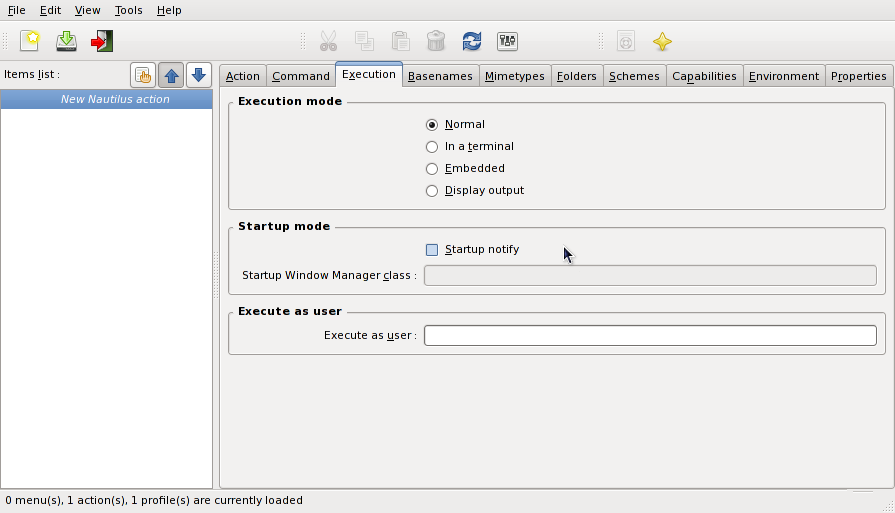 File Edit View Tools Help
Items list :
Action Command Execution Basenames Mimetypes Folders Schemes Capabilities Environment Properties
New Nautilus action
Execution mode
Normal
In a terminal
Embedded
Display output
Startup mode
Startup notify
Startup Window Manager class :
Execute as user
Execute as user :
0 menu(s), 1 action(s), 1 profile(s) are currently loaded